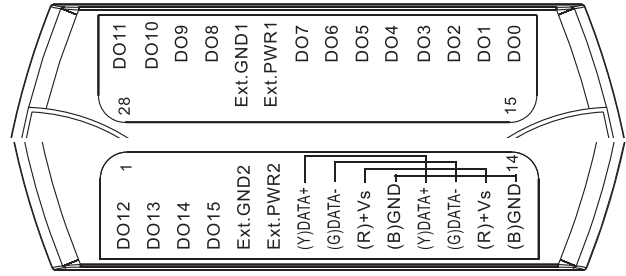 DO11
DO10
DO9
DO8
Ext.GND1
Ext.PWR1
DO7
DO6
DO5
DO4
DO3
DO2
DO1
DO0
28
15
1
14
DO12
DO13
DO14
DO15
Ext.GND2
Ext.PWR2
(Y)DATA+
(G)DATA-
(R)+Vs
(B)GND
(Y)DATA+
(G)DATA-
(R)+Vs
(B)GND